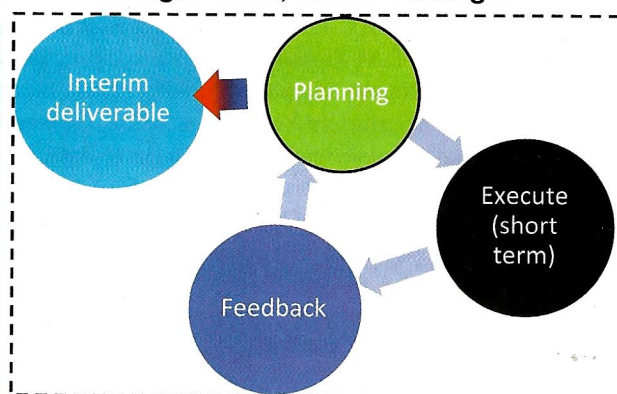 Interim
deliverable
Planning
Execute
(short
term)
Feedback